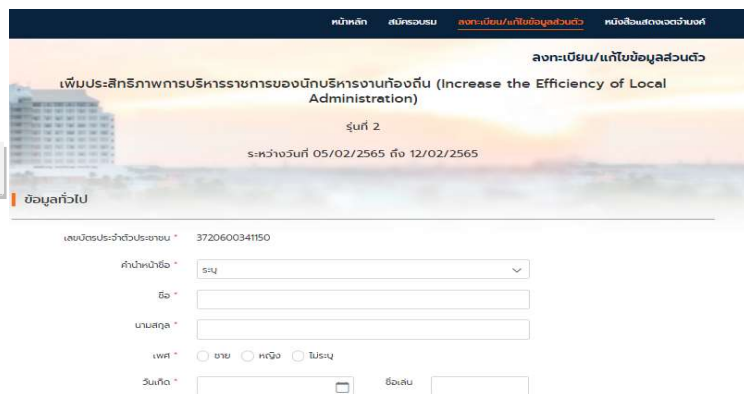 หน้าหลัก สมัครอบรม ลงทะเบียน/แก้ไขข้อมูลส่วนตัว หนังสือแสดงเจตจำนงค์
ลงทะเบียน/แก้ไขข้อมูลส่วนตัว
เพิ่มประสิทธิภาพการบริหารราชการของนักบริหารงานท้องถิ่น (Increase the Efficiency of Local
Administration)
รุ่นที่ 2
ระหว่างวันที่ 05/02/2565 ถึง 12/02/2565
ข้อมูลทั่วไป
เลขบัตรประจำตัวประชาชน * 3720600341150
คำนำหน้าชื่อ * ระบุ
ชื่อ *
นามสกุล *
เพศ * ชาย หญิง ไม่ระบุ
วันเกิด * ชื่อเล่น